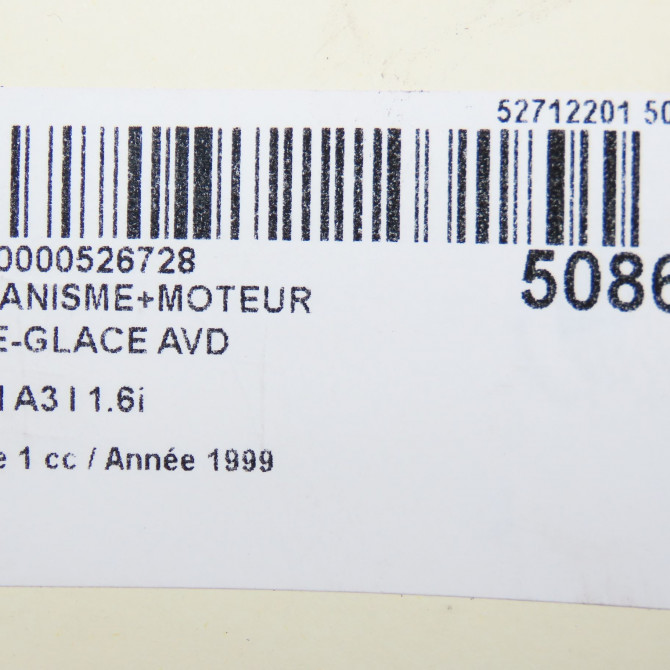 52712201 50
0000526728
5086
ANISME+MOTEUR
E-GLACE AVD
I A3 I 1.6i
e 1 cc / Année 1999